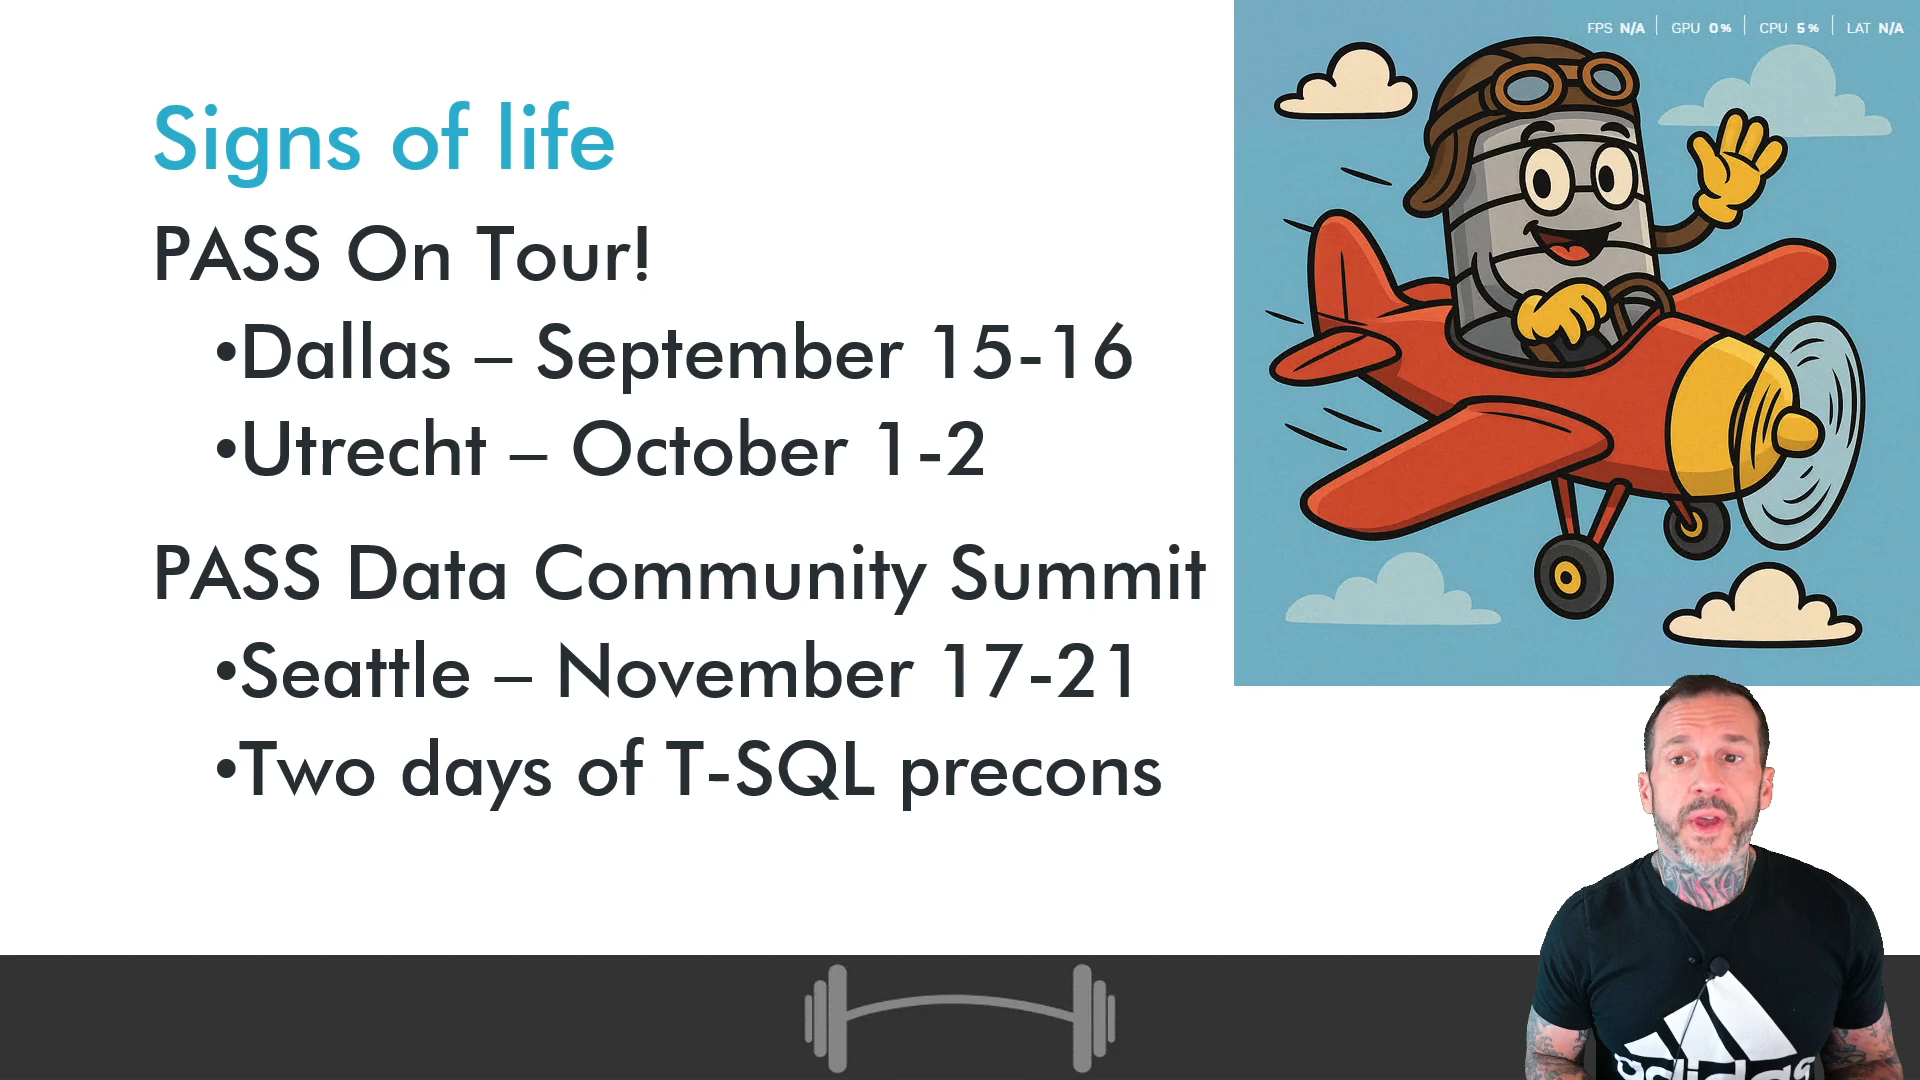 FPS N/A GPU 0% CPU 5% LAT N/A
Signs of life
PASS On Tour!
•Dallas – September 15-16
•Utrecht – October 1-2
PASS Data Community Summit
•Seattle – November 17-21
•Two days of T-SQL precons
adidas